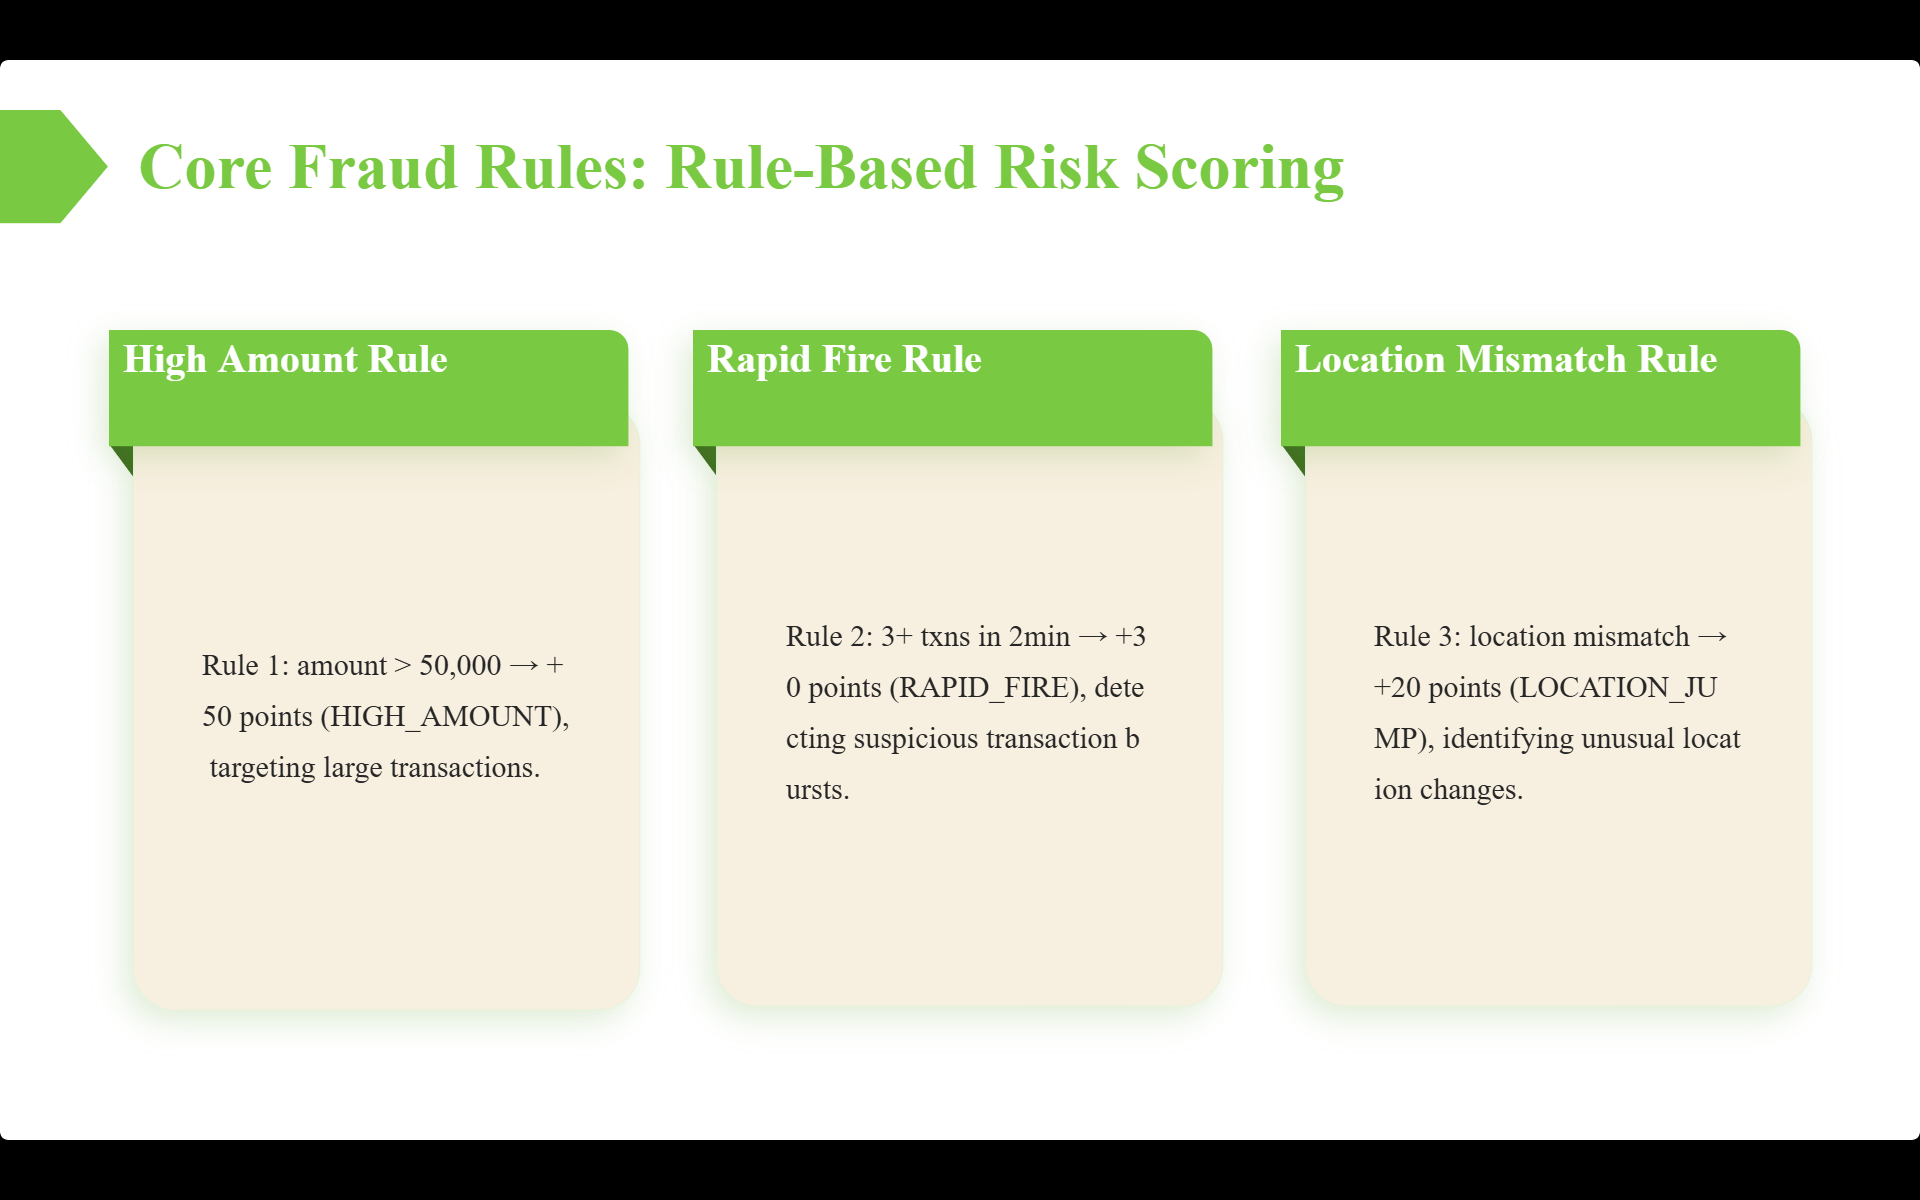 Core Fraud Rules: Rule-Based Risk Scoring
High Amount Rule
Rule 1: amount > 50,000 → +
50 points (HIGH_AMOUNT),
targeting large transactions.
Rapid Fire Rule
Rule 2: 3+ txns in 2min → +3
0 points (RAPID_FIRE), dete
cting suspicious transaction b
ursts.
Location Mismatch Rule
Rule 3: location mismatch →
+20 points (LOCATION_JU
MP), identifying unusual locat
ion changes.